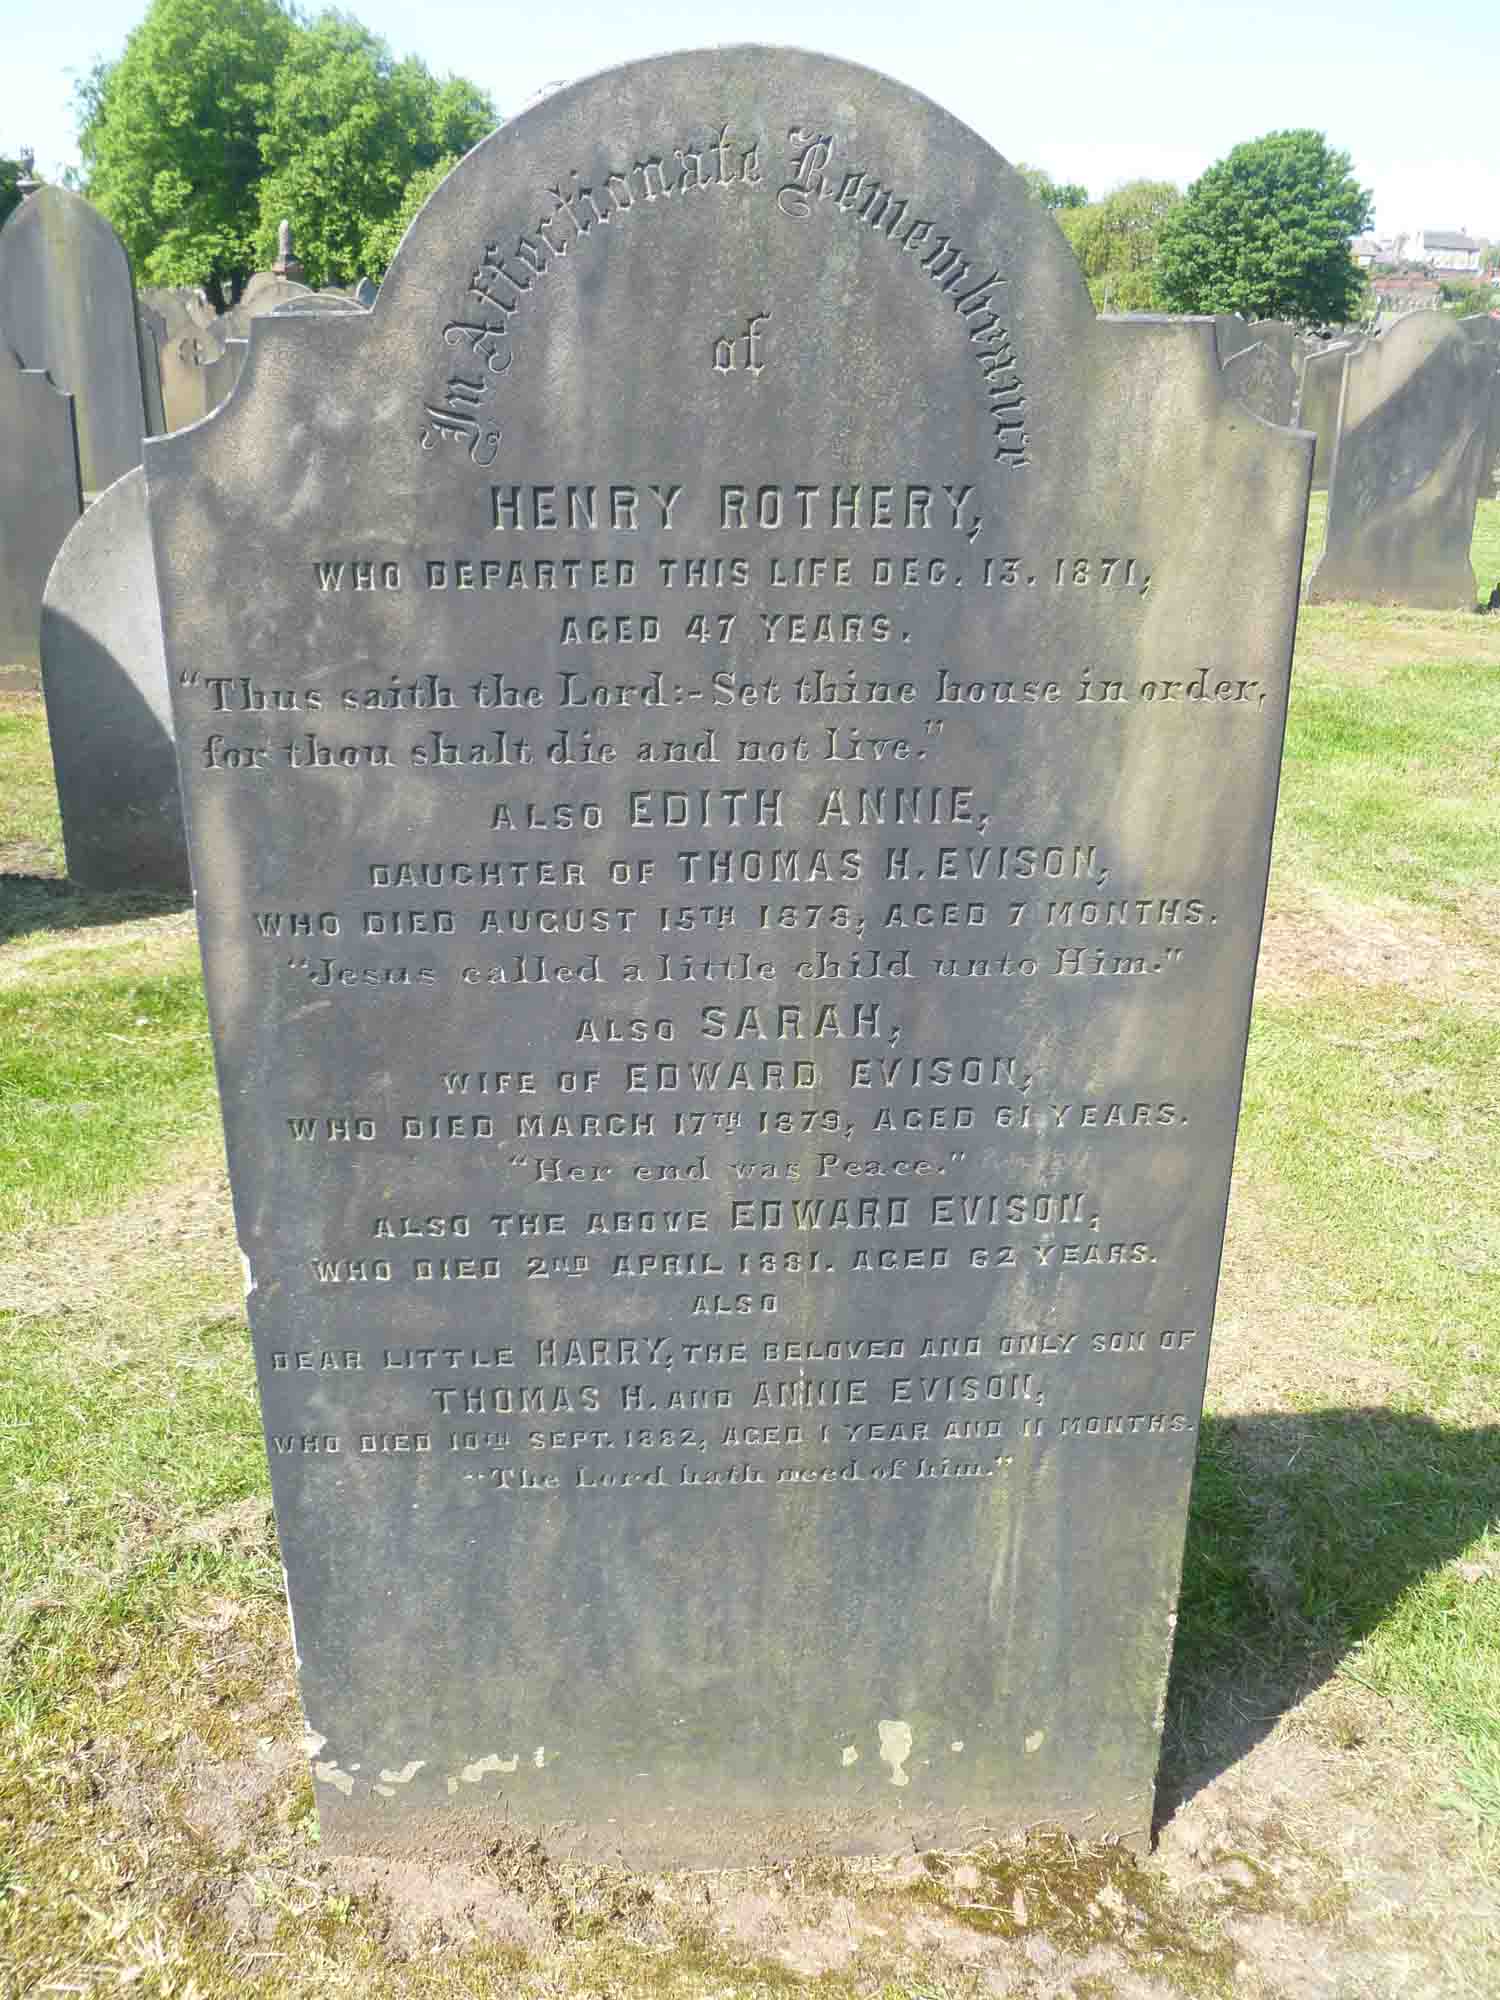 In Affectionate Remembrance
of
HENRY ROTHERY,
WHO DEPARTED THIS LIFE DEC. 13. 1871,
AGED 47 YEARS.
"Thus saith the Lord:- Set thine house in order,
for thou shalt die and not live."
ALSO EDITH ANNIE,
DAUGHTER OF THOMAS H. EVISON,
WHO DIED AUGUST 15TH 1878, AGED 7 MONTHS.
"Jesus called a little child unto Him."
ALSO SARAH,
WIFE OF EDWARD EVISON,
WHO DIED MARCH 17TH 1879, AGED 61 YEARS.
"Her end was Peace."
ALSO THE ABOVE EDWARD EVISON,
WHO DIED 2ND APRIL 1881. AGED 62 YEARS.
ALSO
DEAR LITTLE HARRY, THE BELOVED AND ONLY SON OF
THOMAS H. AND ANNIE EVISON,
WHO DIED 10TH SEPT. 1882, AGED 1 YEAR AND 11 MONTHS.
"The Lord hath need of him."